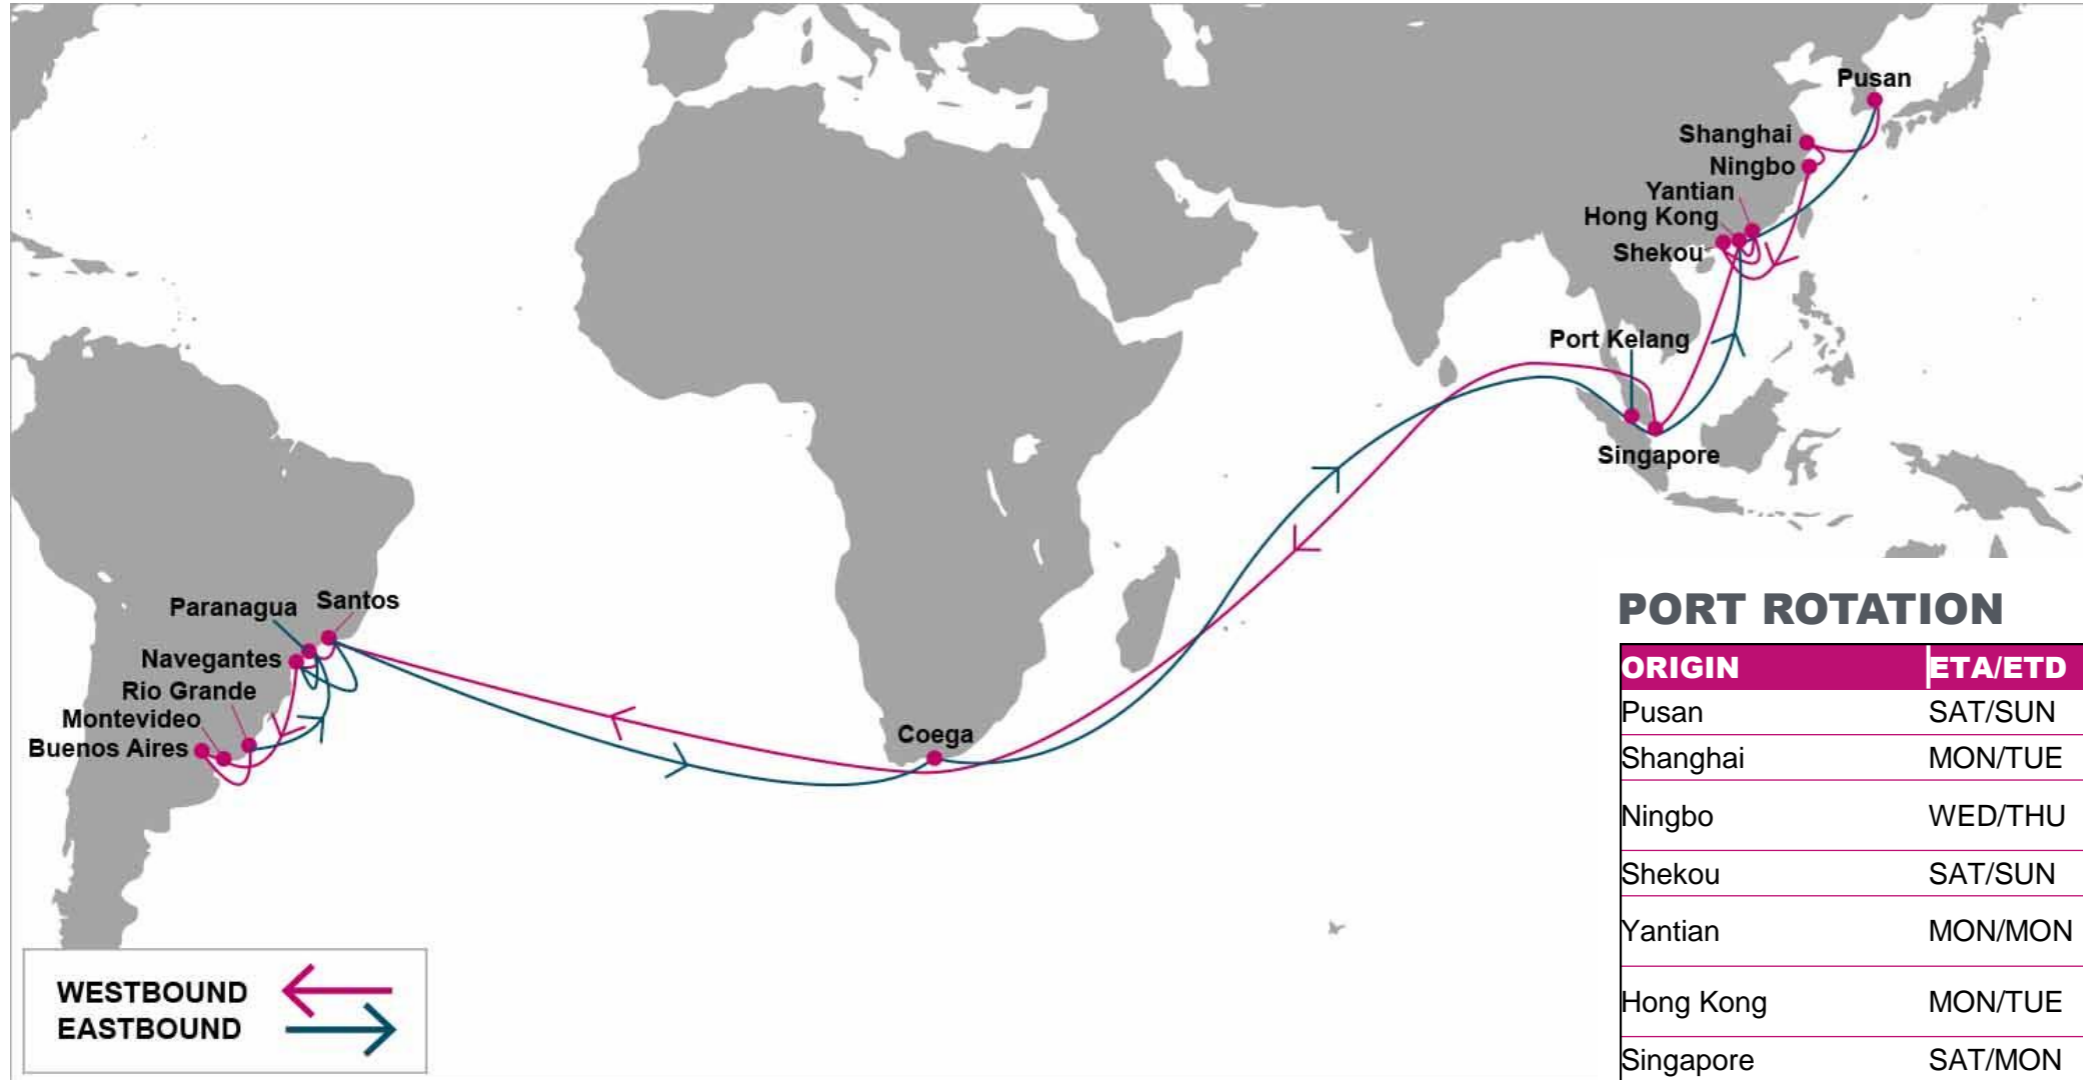 Pusan
Shanghai
Ningbo
Yantian
Hong Kong
Shekou
Port Kelang
Singapore
Paranagua
Santos
Navegantes
Rio Grande
Montevideo
Buenos Aires
Coega
WESTBOUND
EASTBOUND
PORT ROTATION
ORIGIN ETA/ETD
Pusan SAT/SUN
Shanghai MON/TUE
Ningbo WED/THU
Shekou SAT/SUN
Yantian MON/MON
Hong Kong MON/TUE
Singapore SAT/MON